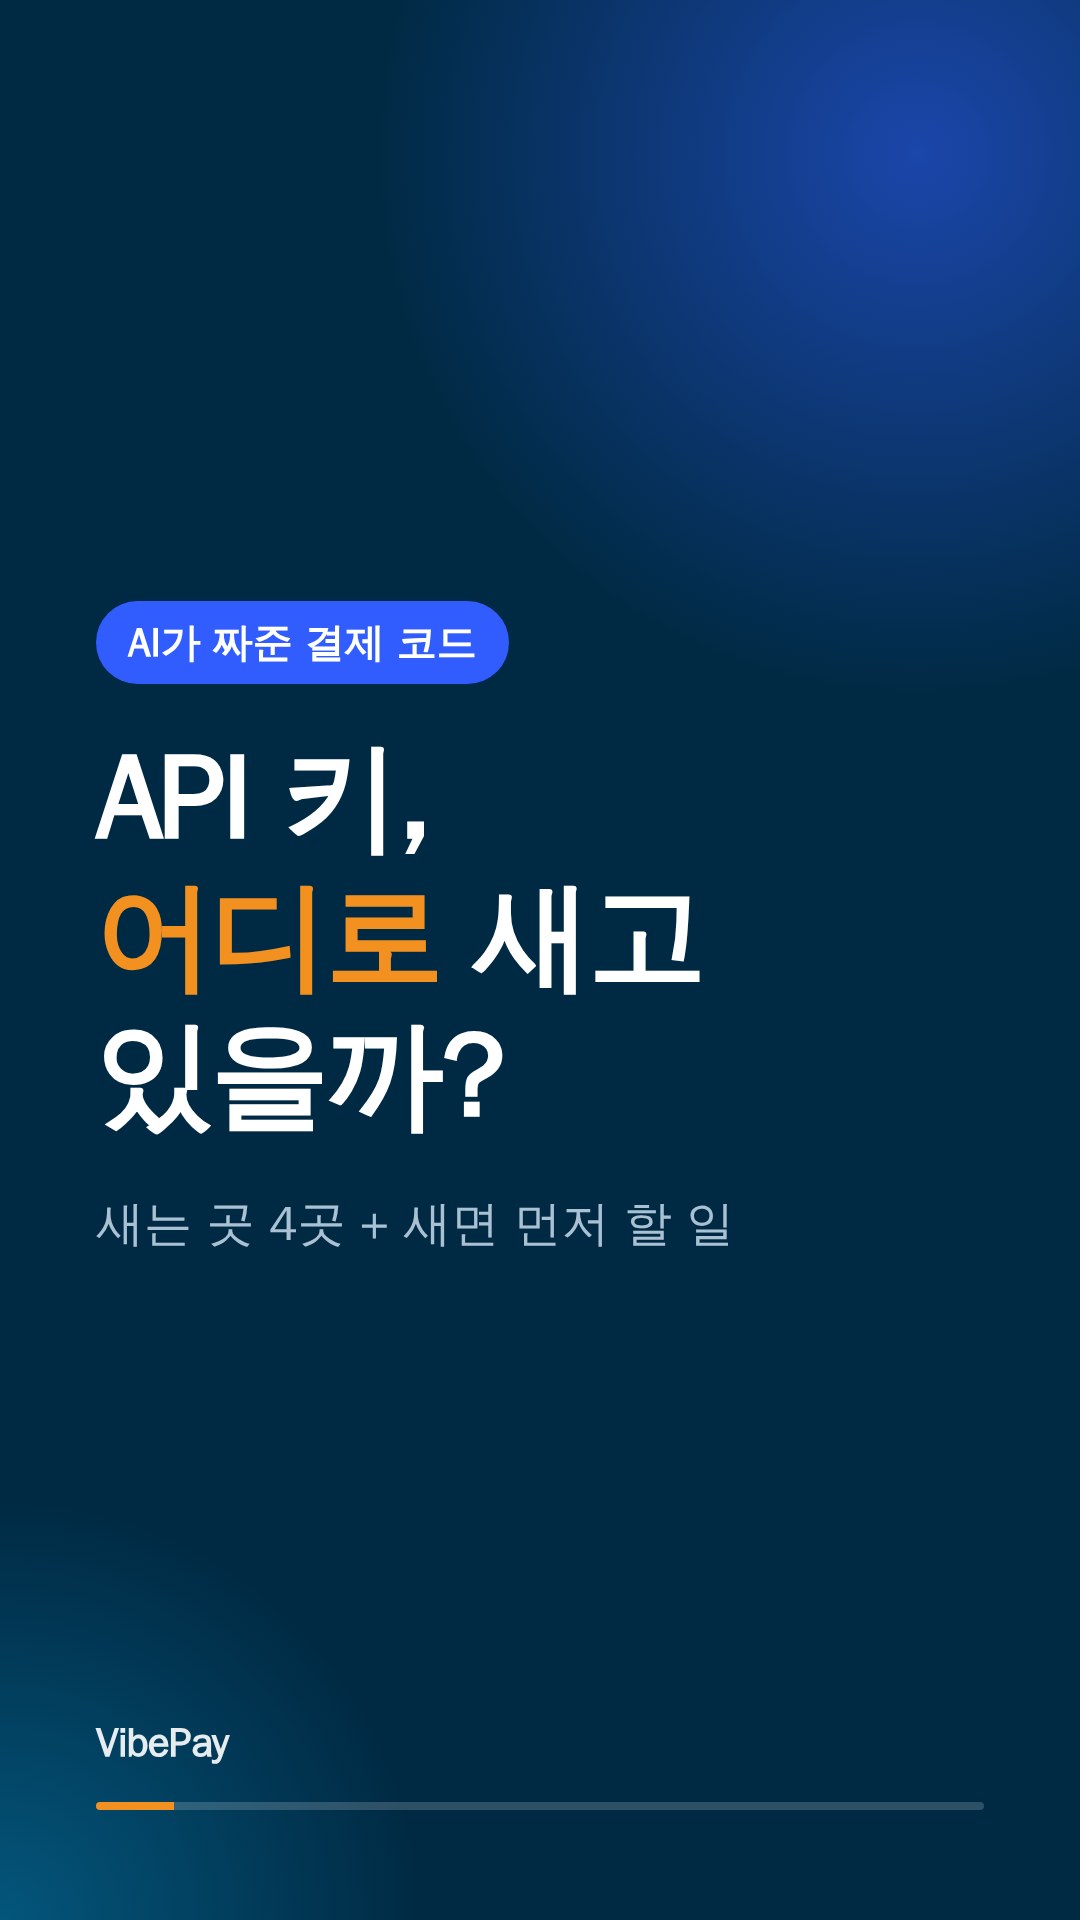 AI가 짜준 결제 코드
API 키,
어디로 새고
있을까?
새는 곳 4곳 + 새면 먼저 할 일
VibePay